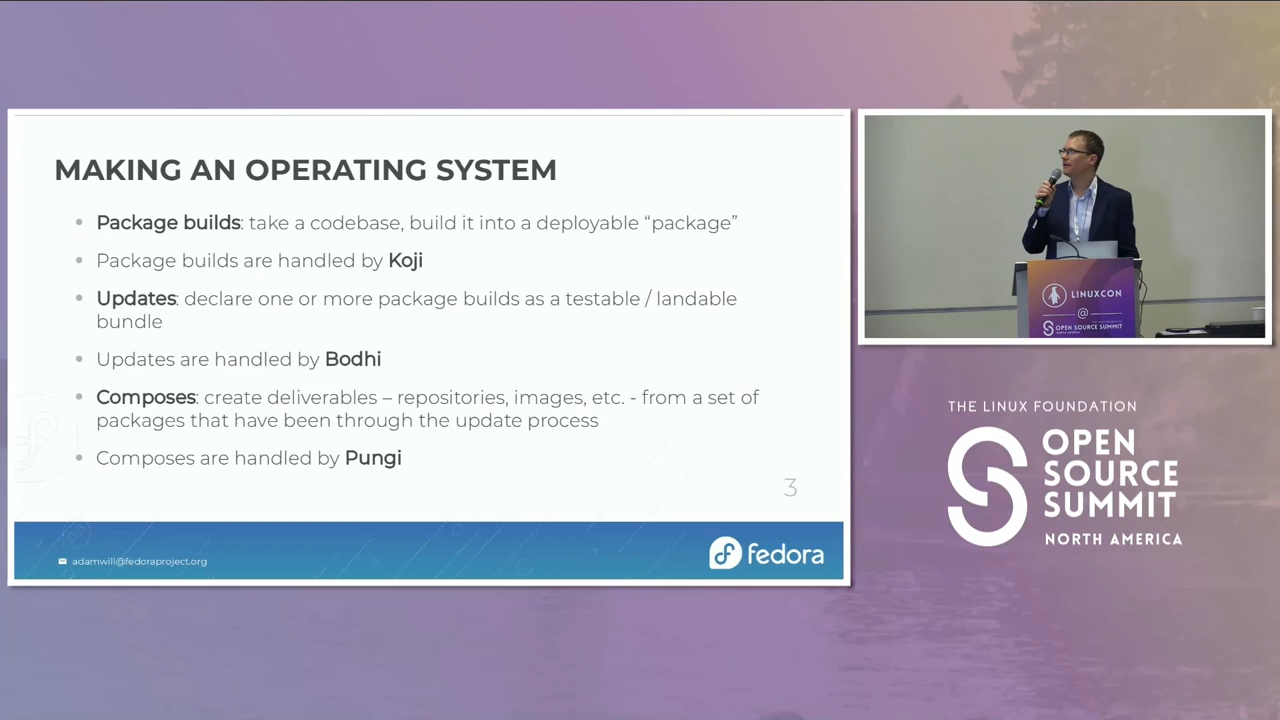 MAKING AN OPERATING SYSTEM
Package builds: take a codebase, build it into a deployable “package”
Package builds are handled by Koji
Updates: declare one or more package builds as a testable / landable
bundle
Updates are handled by Bodhi
Composes: create deliverables – repositories, images, etc. - from a set of
packages that have been through the update process
Composes are handled by Pungi
3
adamwill@fedoraproject.org
fedora
LINUXCON
@
OPEN SOURCE SUMMIT
THE LINUX FOUNDATION
OPEN
SOURCE
SUMMIT
NORTH AMERICA